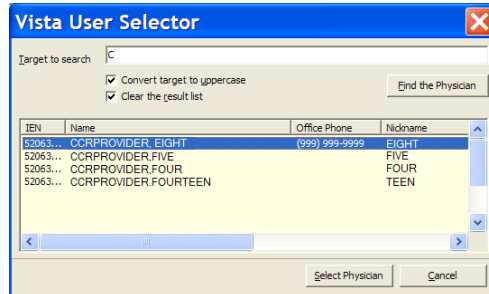 Vista User Selector
Target to search C
Convert target to uppercase
Find the Physician
Clear the result list
IEN Name Office Phone Nickname
52063... CCRPROVIDER, EIGHT (999) 999-9999 EIGHT
52063... CCRPROVIDER,FIVE FIVE
52063... CCRPROVIDER,FOUR FOUR
52063... CCRPROVIDER.FOURTEEN TEEN
Select Physician Cancel